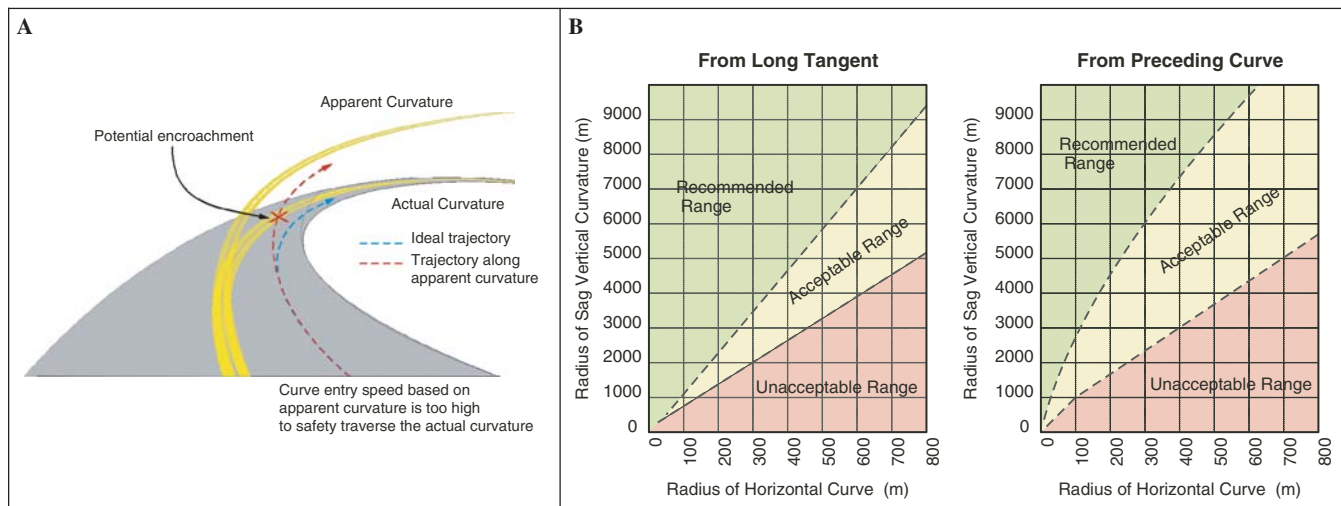 A
Apparent Curvature
Potential encroachment
Actual Curvature
Ideal trajectory
Trajectory along
apparent curvature
Curve entry speed based on
apparent curvature is too high
to safety traverse the actual curvature
B
From Long Tangent
Radius of Sag Vertical Curvature (m)
9000
8000
7000
6000
5000
4000
3000
2000
1000
0
Recommended
Range
Acceptable Range
Unacceptable Range
0
100
200
300
400
500
600
700
800
Radius of Horizontal Curve (m)
From Preceding Curve
Radius of Sag Vertical Curvature (m)
9000
8000
7000
6000
5000
4000
3000
2000
1000
0
Recommended
Range
Acceptable Range
Unacceptable Range
0
100
200
300
400
500
600
700
800
Radius of Horizontal Curve (m)